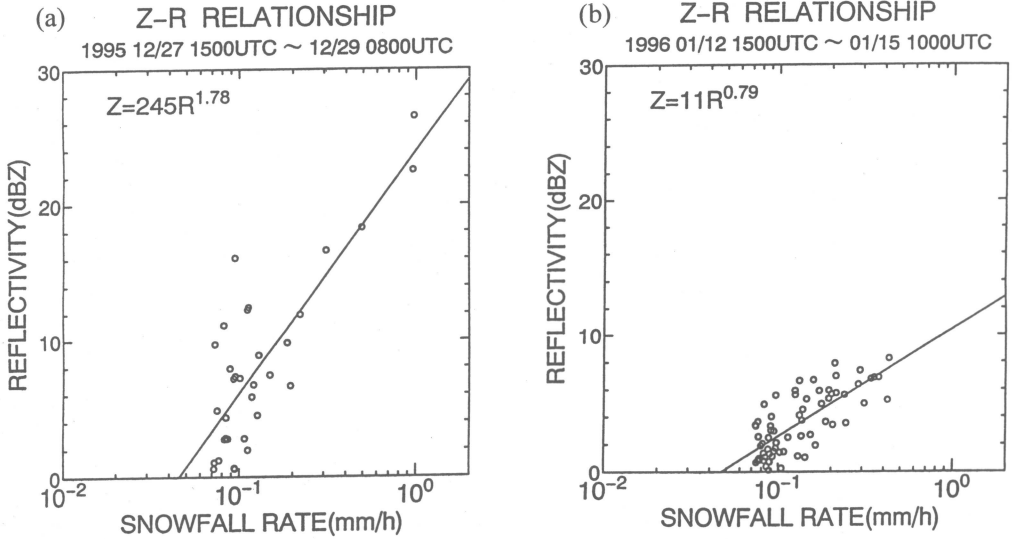 (a) Z-R RELATIONSHIP
1995 12/27 1500UTC ~ 12/29 0800UTC
Z=245R^1.78
REFLECTIVITY(dBZ)
30
20
10
0
10^-2 10^-1 10^0
SNOWFALL RATE(mm/h)
(b) Z-R RELATIONSHIP
1996 01/12 1500UTC ~ 01/15 1000UTC
Z=11R^0.79
REFLECTIVITY(dBZ)
30
20
10
0
10^-2 10^-1 10^0
SNOWFALL RATE(mm/h)